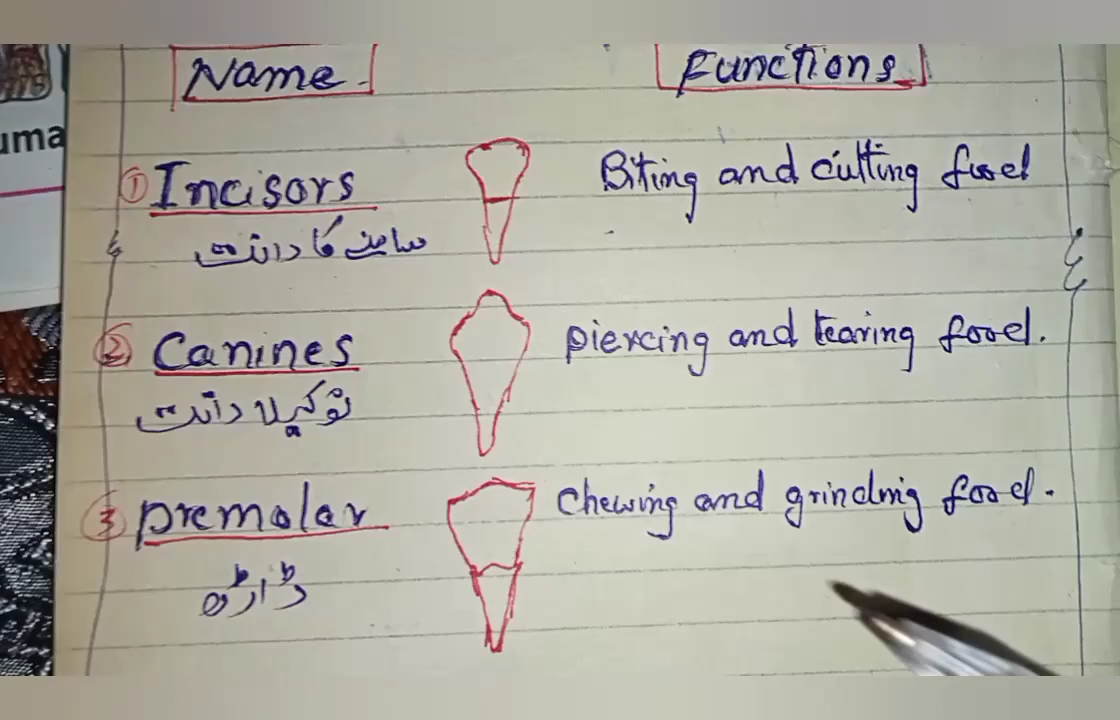 uma
Name
Functions
① Incisors
Biting and cutting food
سامنے کا دانت
② Canines
piercing and tearing food.
نوکیلا دانت
③ premolar
chewing and grinding food.
ڈاڑھ